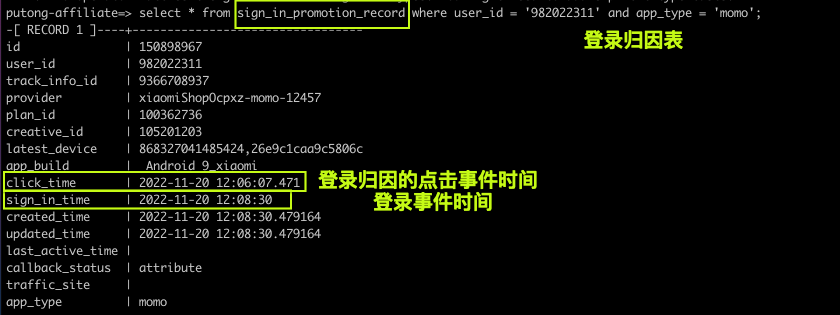 putong-affiliate=> select * from sign_in_promotion_record where user_id = '982022311' and app_type = 'momo';
登录归因表
-[ RECORD 1 ]----+-------------------------------
id | 150898967
user_id | 982022311
track_info_id | 9366708937
provider | xiaomiShopOcpxz-momo-12457
plan_id | 100362736
creative_id | 105201203
latest_device | 868327041485424,26e9c1caa9c5806c
app_build | Android 9_xiaomi
click_time | 2022-11-20 12:06:07.471 登录归因的点击事件时间
sign_in_time | 2022-11-20 12:08:30 登录事件时间
created_time | 2022-11-20 12:08:30.479164
updated_time | 2022-11-20 12:08:30.479164
last_active_time |
callback_status | attribute
traffic_site |
app_type | momo